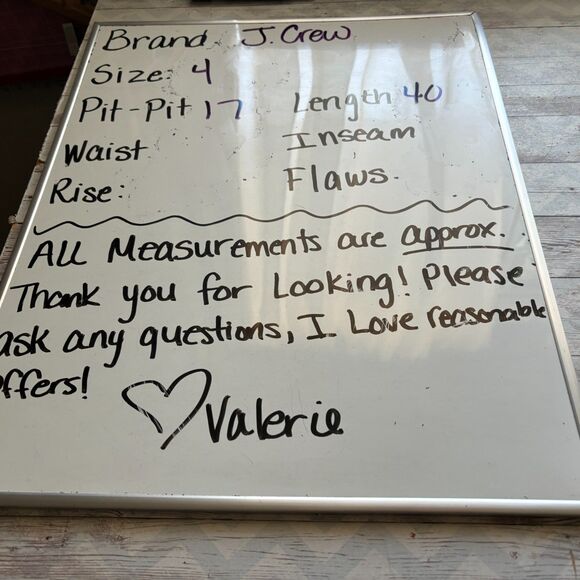 Brand J. Crew
Size: 4
Pit-Pit 17 Length 40
Waist Inseam
Rise: Flaws.
All Measurements are approx.
Thank you for Looking! Please
ask any questions, I Love reasonable
offers!
Valerie